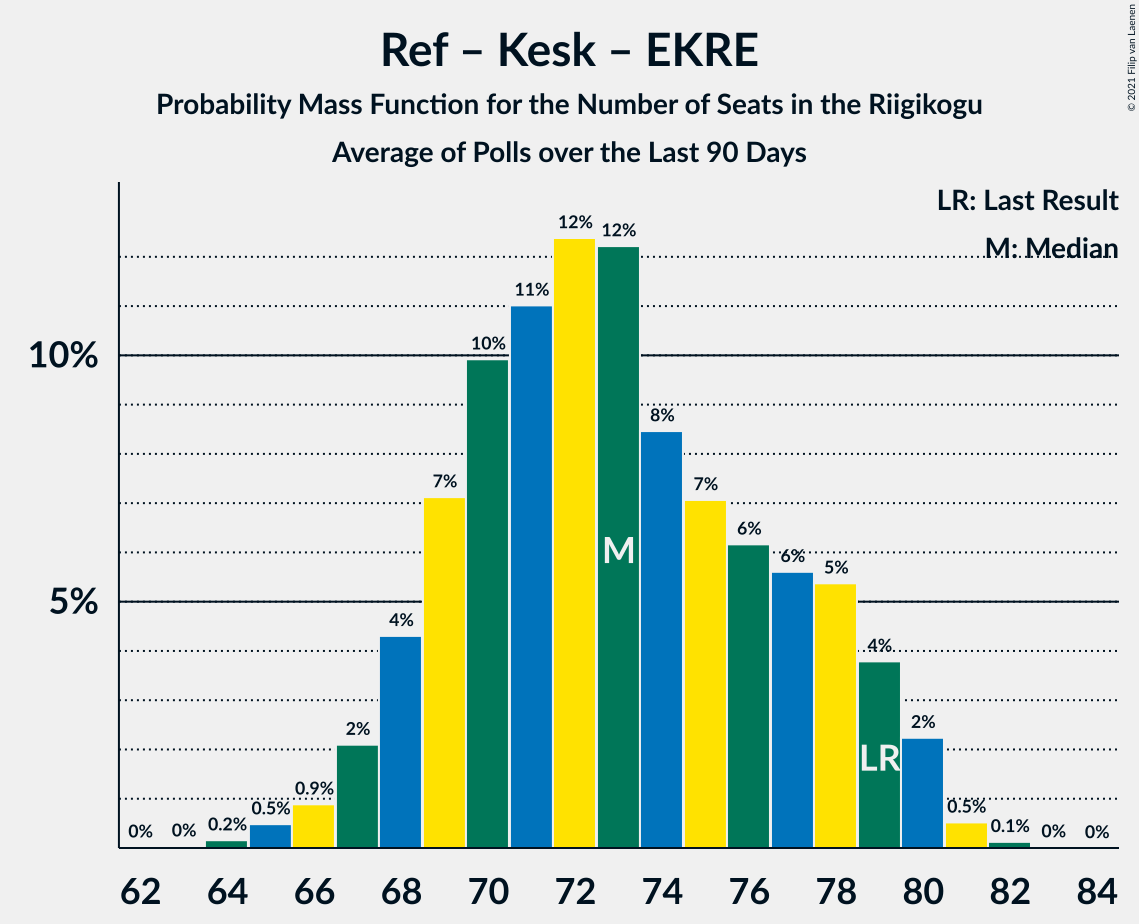 Ref – Kesk – EKRE
Probability Mass Function for the Number of Seats in the Riigikogu
Average of Polls over the Last 90 Days
© 2021 Filip van Laenen
LR: Last Result
M: Median
10%
5%
0% 0% 0.2% 0.5% 0.9% 2% 4% 7% 10% 11% 12% 12% 8% 7% 6% 6% 5% 4% 2% 0.5% 0.1% 0% 0%
M
LR
62 64 66 68 70 72 74 76 78 80 82 84